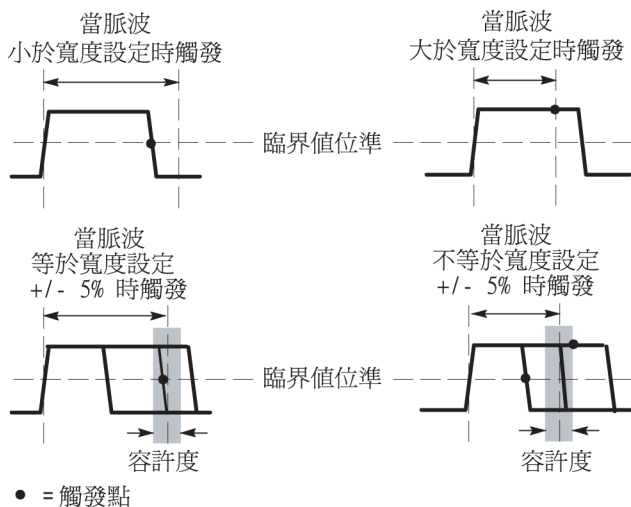 當脈波
小於寬度設定時觸發
當脈波
大於寬度設定時觸發
臨界值位準
當脈波
等於寬度設定
+/- 5% 時觸發
當脈波
不等於寬度設定
+/- 5% 時觸發
臨界值位準
容許度
容許度
● = 觸發點